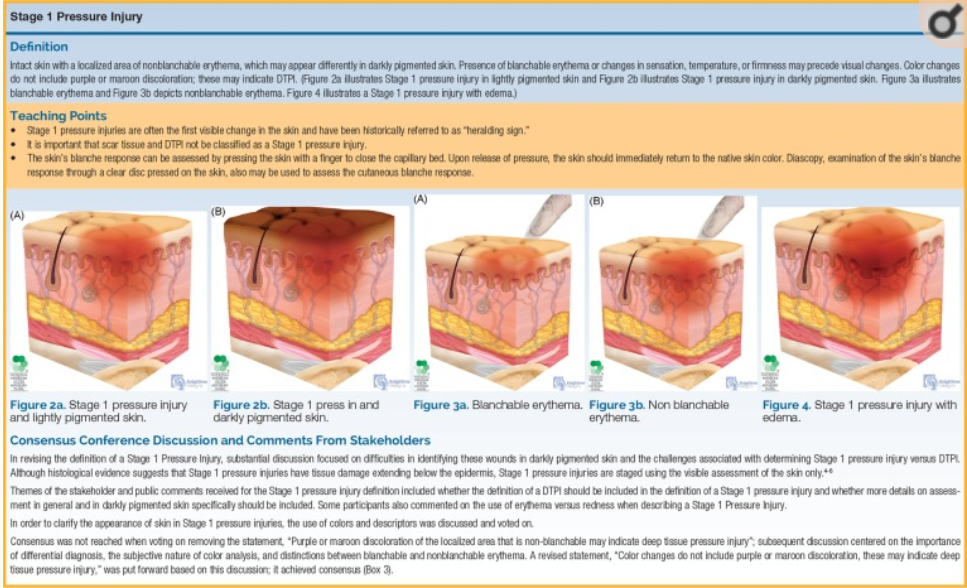 Stage 1 Pressure Injury
Definition
Intact skin with a localized area of nonblanchable erythema, which may appear differently in darkly pigmented skin. Presence of blanchable erythema or changes in sensation, temperature, or firmness may precede visual changes. Color changes
do not include purple or maroon discoloration; these may indicate DTPI. (Figure 2a illustrates Stage 1 pressure injury in lightly pigmented skin and Figure 2b illustrates Stage 1 pressure injury in darkly pigmented skin. Figure 3a illustrates
blanchable erythema and Figure 3b depicts nonblanchable erythema. Figure 4 illustrates a Stage 1 pressure injury with edema.)
Teaching Points
• Stage 1 pressure injuries are often the first visible change in the skin and have been historically referred to as “heralding sign.”
• It is important that scar tissue and DTPI not be classified as a Stage 1 pressure injury.
• The skin’s blanche response can be assessed by pressing the skin with a finger to close the capillary bed. Upon release of pressure, the skin should immediately return to the native skin color. Diascopy, examination of the skin’s blanche
response through a clear disc pressed on the skin, also may be used to assess the cutaneous blanche response.
(A)
(B)
(A)
(B)
Figure 2a. Stage 1 pressure injury
and lightly pigmented skin.
Figure 2b. Stage 1 press in and
darkly pigmented skin.
Figure 3a. Blanchable erythema.
Figure 3b. Non blanchable
erythema.
Figure 4. Stage 1 pressure injury with
edema.
Consensus Conference Discussion and Comments From Stakeholders
In revising the definition of a Stage 1 Pressure Injury, substantial discussion focused on difficulties in identifying these wounds in darkly pigmented skin and the challenges associated with determining Stage 1 pressure injury versus DTPI.
Although histological evidence suggests that Stage 1 pressure injuries have tissue damage extending below the epidermis, Stage 1 pressure injuries are staged using the visible assessment of the skin only.4-6
Themes of the stakeholder and public comments received for the Stage 1 pressure injury definition included whether the definition of a DTPI should be included in the definition of a Stage 1 pressure injury and whether more details on assess-
ment in general and in darkly pigmented skin specifically should be included. Some participants also commented on the use of erythema versus redness when describing a Stage 1 Pressure Injury.
In order to clarify the appearance of skin in Stage 1 pressure injuries, the use of colors and descriptors was discussed and voted on.
Consensus was not reached when voting on removing the statement, “Purple or maroon discoloration of the localized area that is non-blanchable may indicate deep tissue pressure injury”; subsequent discussion centered on the importance
of differential diagnosis, the subjective nature of color analysis, and distinctions between blanchable and nonblanchable erythema. A revised statement, “Color changes do not include purple or maroon discoloration, these may indicate deep
tissue pressure injury,” was put forward based on this discussion; it achieved consensus (Box 3).